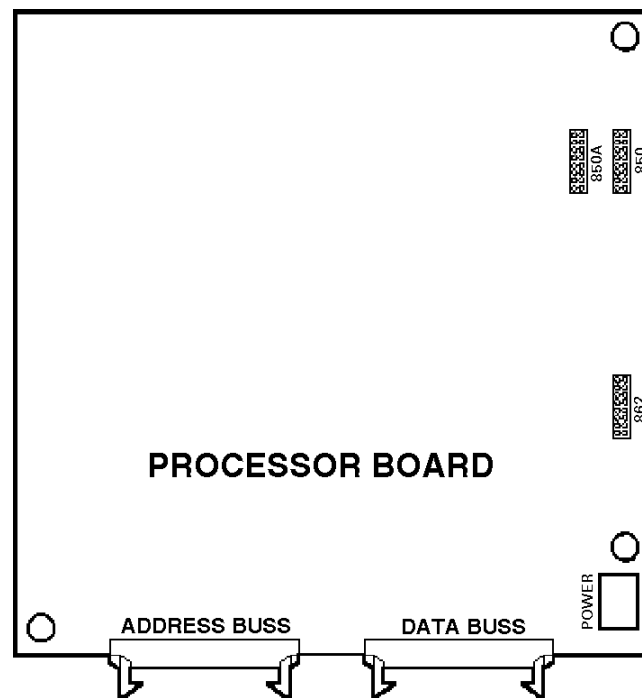 850A
850
862
PROCESSOR BOARD
POWER
ADDRESS BUSS
DATA BUSS